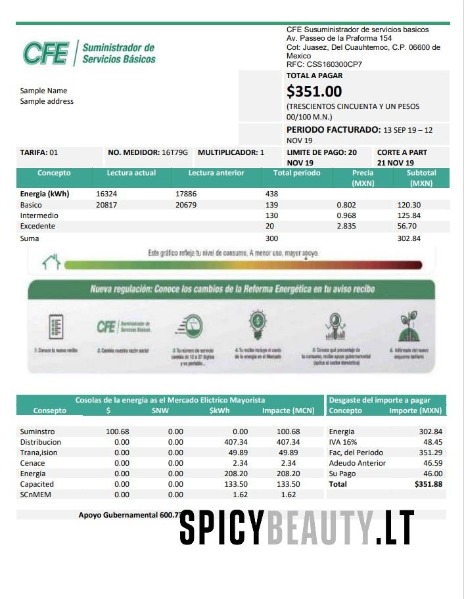 CFE Suministrador de
Servicios Básicos
CFE Susuministrador de servicios basicos
Av. Passeo de la Praforma 154
Cot: Juasez, Del Cuauhtemoc, C.P. 06600 de
Mexico
RFC: CSS160300CP7
Sample Name
Sample address
TOTAL A PAGAR
$351.00
(TRESCIENTOS CINCUENTA Y UN PESOS
00/100 M.N.)
PERIODO FACTURADO: 13 SEP 19 – 12
NOV 19
TARIFA: 01 NO. MEDIDOR: 16T79G MULTIPLICADOR: 1 LIMITE DE PAGO: 20 NOV 19 CORTE A PART 21 NOV 19
Concepto Lectura actual Lectura anterior Total periodo Precia (MXN) Subtotal (MXN)
Energia (kWh) 16324 17886 438
Basico 20817 20679 139 0.802 120.30
Intermedio 130 0.968 125.84
Excedente 20 2.835 56.70
Suma 300 302.84
Este gráfico refleja tu nivel de consumo. A menor uso, mayor apoyo.
Nueva regulación: Conoce los cambios de la Reforma Energética en tu aviso recibo
CFE Suministrador de Servicios Básicos
1. Conoce tu nuevo recibo
Cosolas de la energia as el Mercado Elictrico Mayorista
Consepto $ $NW $kWh Impacte (MCN)
Suminstro 100.68 0.00 0.00 100.68
Distribucion 0.00 0.00 407.34 407.34
Trana,ision 0.00 0.00 49.89 49.89
Cenace 0.00 0.00 2.34 2.34
Energia 0.00 0.00 208.20 208.20
Capacited 0.00 0.00 133.50 133.50
SCnMEM 0.00 0.00 1.62 1.62
Desgaste del importe a pagar
Concepto Importe (MXN)
Energia 302.84
IVA 16% 48.45
Fac, del Periodo 351.29
Adeudo Anterior 46.59
Su Pago 46.00
Total $351.88
Apoyo Gubernamental 600.73
SPICYBEAUTY.LT